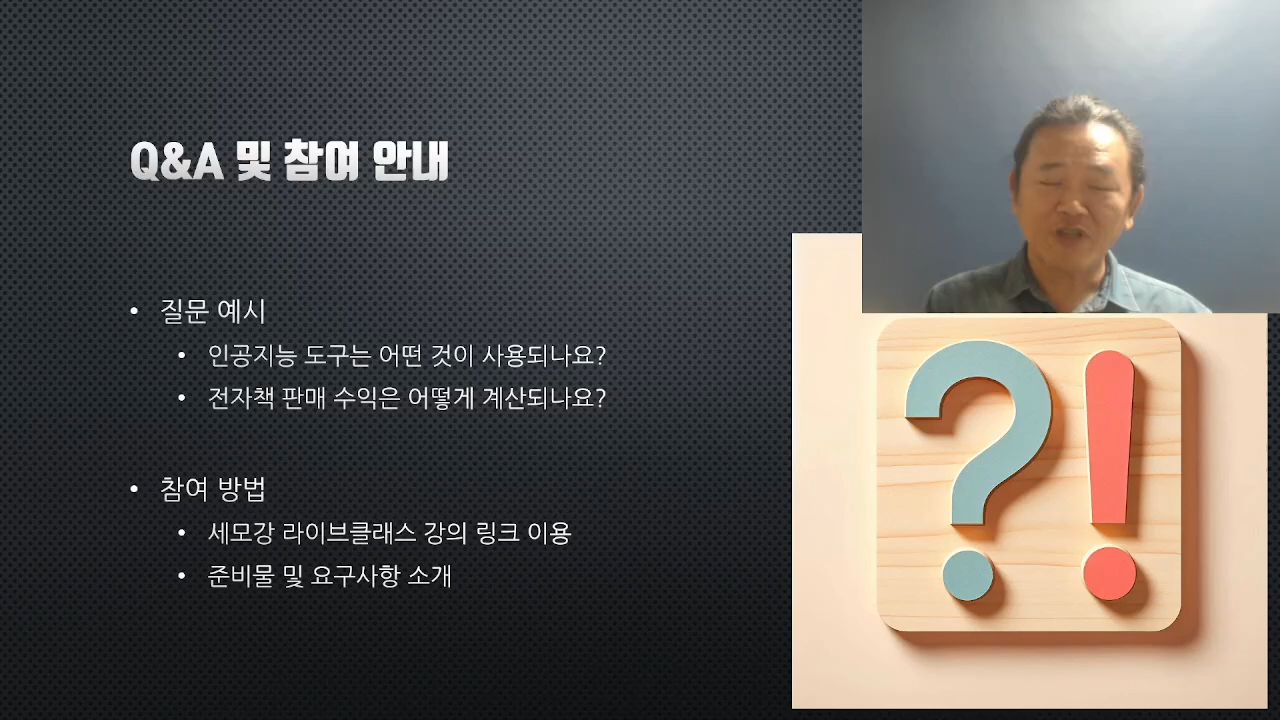 Q&A 및 참여 안내
• 질문 예시
• 인공지능 도구는 어떤 것이 사용되나요?
• 전자책 판매 수익은 어떻게 계산되나요?
• 참여 방법
• 세모강 라이브클래스 강의 링크 이용
• 준비물 및 요구사항 소개
?!